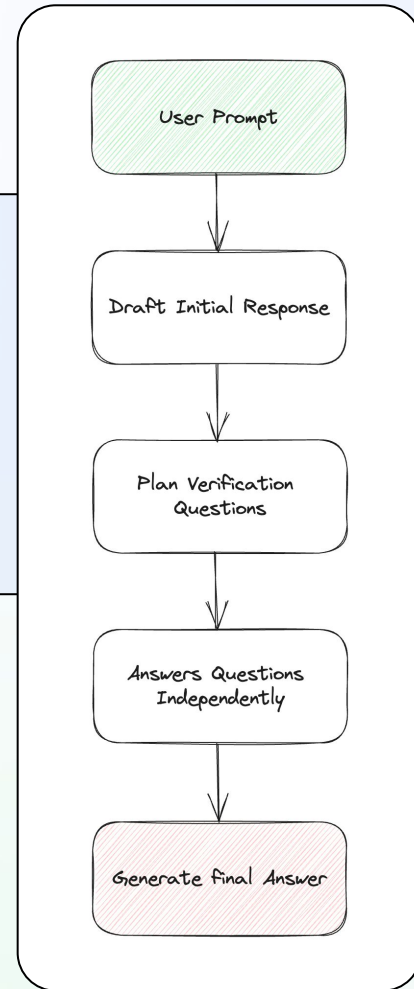 User Prompt
Draft Initial Response
Plan Verification
Questions
Answers Questions
Independently
Generate final Answer